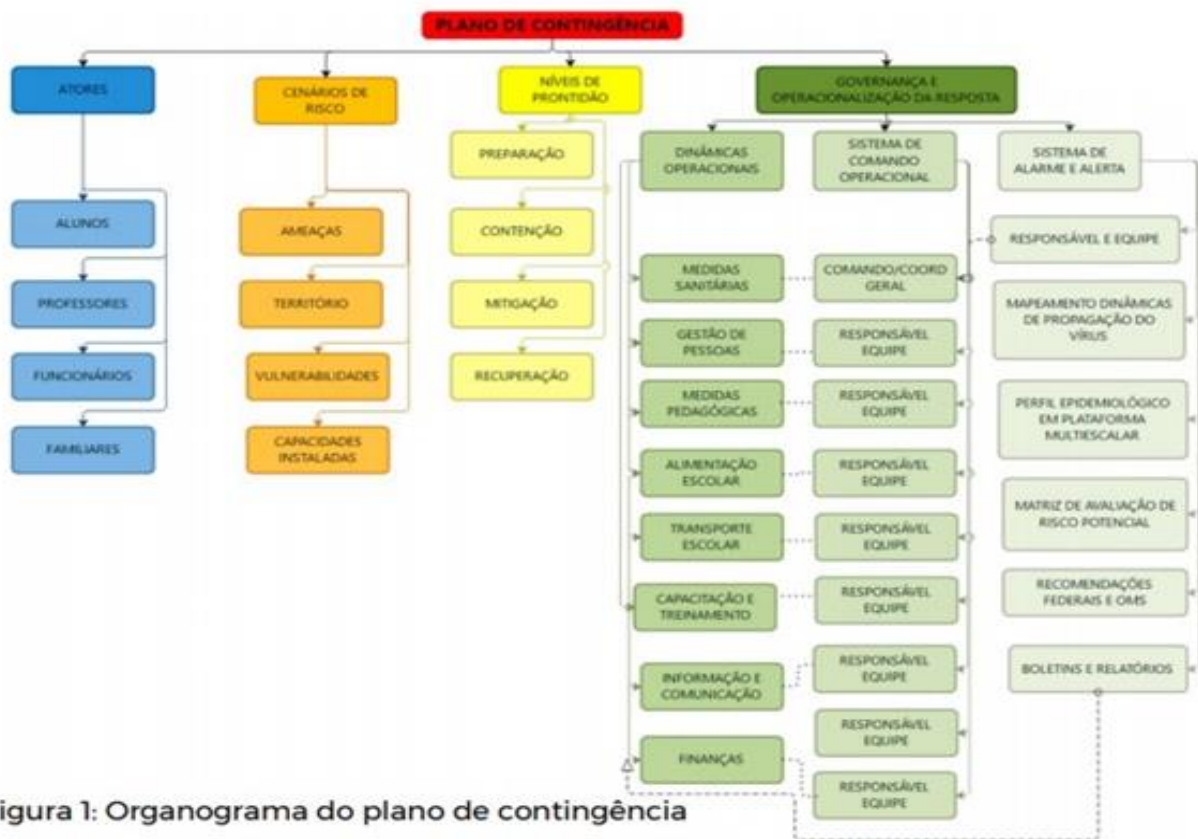 PLANO DE CONTINGÊNCIA
ATORES
ALUNOS
PROFESSORES
FUNCIONÁRIOS
FAMILIARES
CENÁRIOS DE
RISCO
AMEAÇAS
TERRITÓRIO
VULNERABILIDADES
CAPACIDADES
INSTALADAS
NÍVEIS DE
PRONTIDÃO
PREPARAÇÃO
CONTENÇÃO
MITIGAÇÃO
RECUPERAÇÃO
GOVERNANÇA E
OPERACIONALIZAÇÃO DA RESPOSTA
DINÂMICAS
OPERACIONAIS
MEDIDAS
SANITÁRIAS
GESTÃO DE
PESSOAS
MEDIDAS
PEDAGÓGICAS
ALIMENTAÇÃO
ESCOLAR
TRANSPORTE
ESCOLAR
CAPACITAÇÃO E
TREINAMENTO
INFORMAÇÃO E
COMUNICAÇÃO
FINANÇAS
SISTEMA DE
COMANDO
OPERACIONAL
COMANDO/COORD
GERAL
RESPONSÁVEL
EQUIPE
RESPONSÁVEL
EQUIPE
RESPONSÁVEL
EQUIPE
RESPONSÁVEL
EQUIPE
RESPONSÁVEL
EQUIPE
RESPONSÁVEL
EQUIPE
RESPONSÁVEL
EQUIPE
RESPONSÁVEL
EQUIPE
SISTEMA DE
ALARME E ALERTA
RESPONSÁVEL E EQUIPE
MAPEAMENTO DINÂMICAS
DE PROPAGAÇÃO DO
VÍRUS
PERFIL EPIDEMIOLÓGICO
EM PLATAFORMA
MULTIESCALAR
MATRIZ DE AVALIAÇÃO DE
RISCO POTENCIAL
RECOMENDAÇÕES
FEDERAIS E OMS
BOLETINS E RELATÓRIOS
igura 1: Organograma do plano de contingência